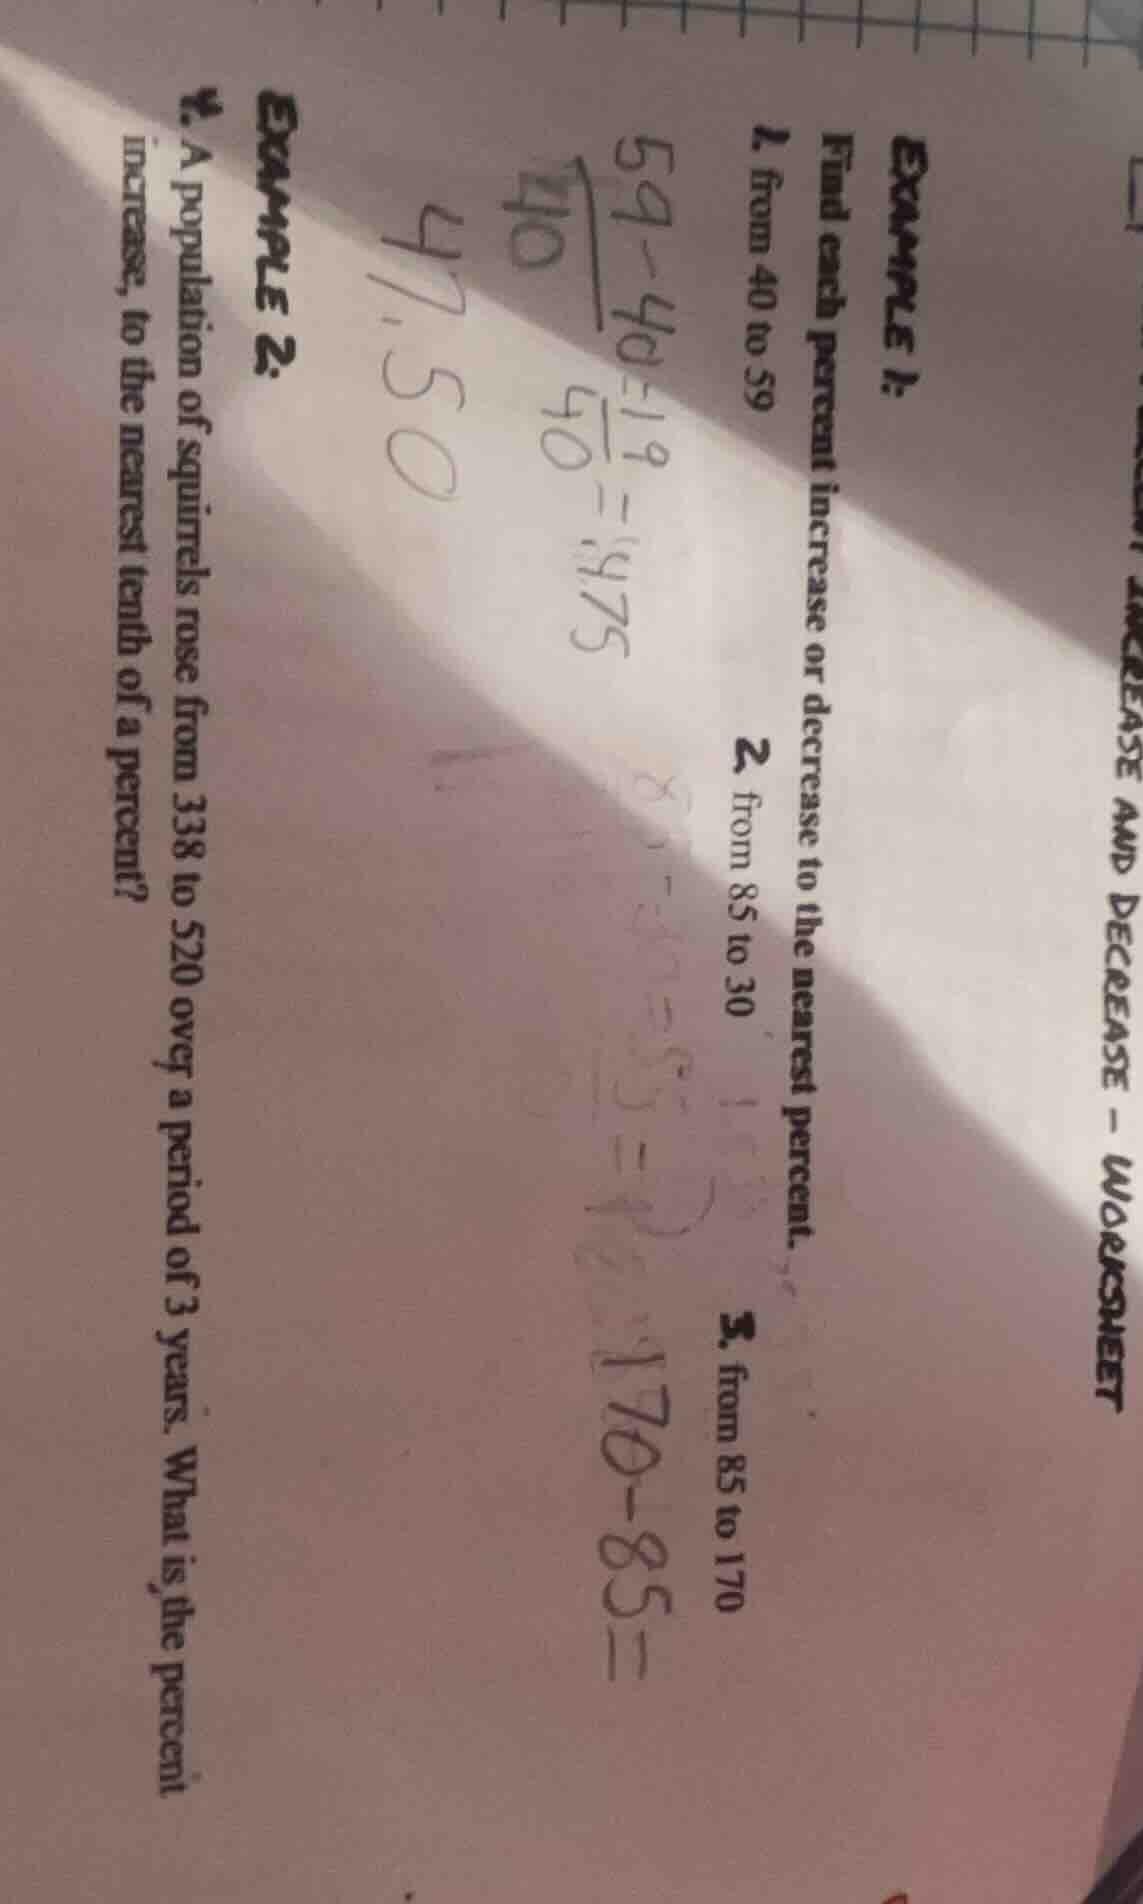 INCREASE AND DECREASE - WORKSHEET
EXAMPLE 1:
Find each percent increase or decrease to the nearest percent.
1. from 40 to 59
2. from 85 to 30
3. from 85 to 170
59-40=19
40
40
=.475
47.50
=55=
170-85=
EXAMPLE 2:
4. A population of squirrels rose from 338 to 520 over a period of 3 years. What is the percent
increase, to the nearest tenth of a percent?